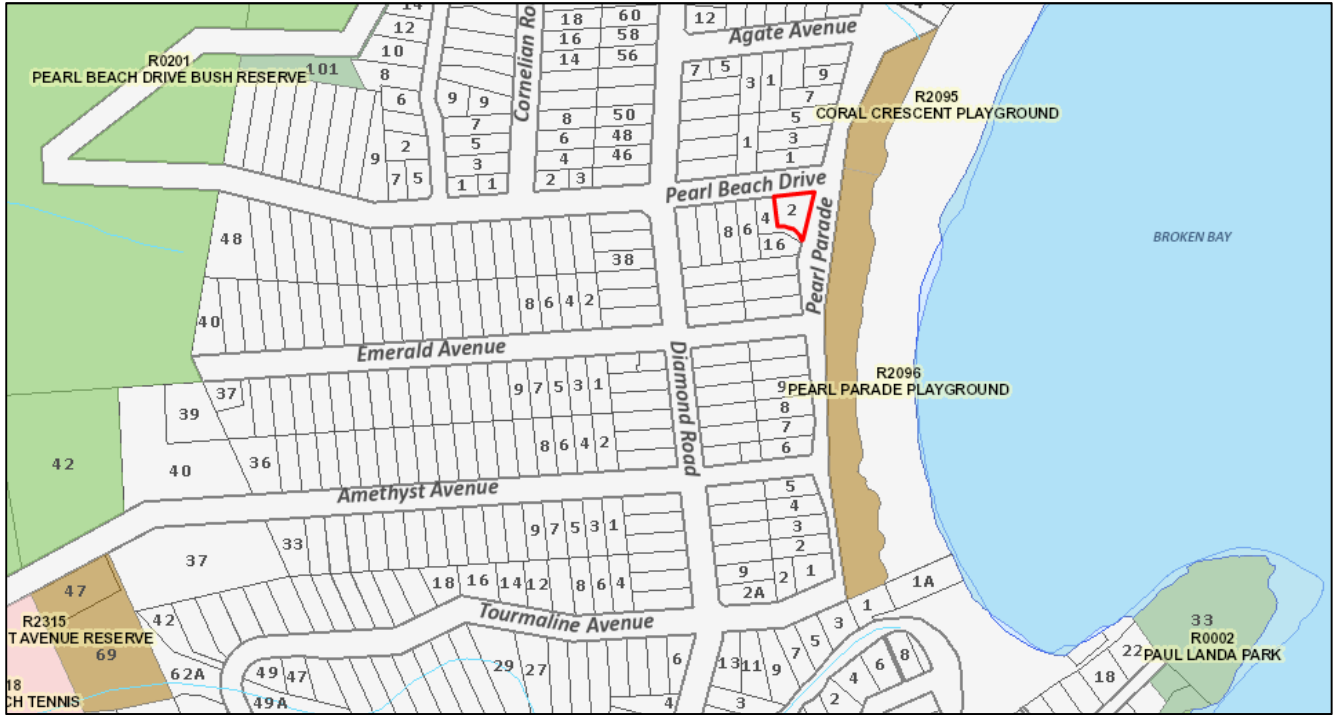 14
12
10
8
6
2
7 5
9
101
R0201
PEARL BEACH DRIVE BUSH RESERVE
9 9
7
5
3
1 1
Cornelian Ro
18 60
16 58
14 56
8 50
6 48
4 46
2 3
12
Agate Avenue
7 5
3 1
9
7
5
3
1
1
R2095
CORAL CRESCENT PLAYGROUND
Pearl Beach Drive
2
4
8 6
16
Pearl Parade
BROKEN BAY
48
38
8 6 4 2
40
Emerald Avenue
Diamond Road
R2096
PEARL PARADE PLAYGROUND
9
8
7
6
37
39
9 7 5 3 1
42
40
36
8 6 4 2
Amethyst Avenue
5
4
3
2
1
9
2
2A
37
33
9 7 5 3 1
18 16 14 12 8 6 4
Tourmaline Avenue
1A
1
3
5
7
9
11
13
47
R2315
T AVENUE RESERVE
69
42
62A
18
CH TENNIS
49 47
49A
29 27
6
4
3
2
4
6
8
33
R0002
PAUL LANDA PARK
22
18